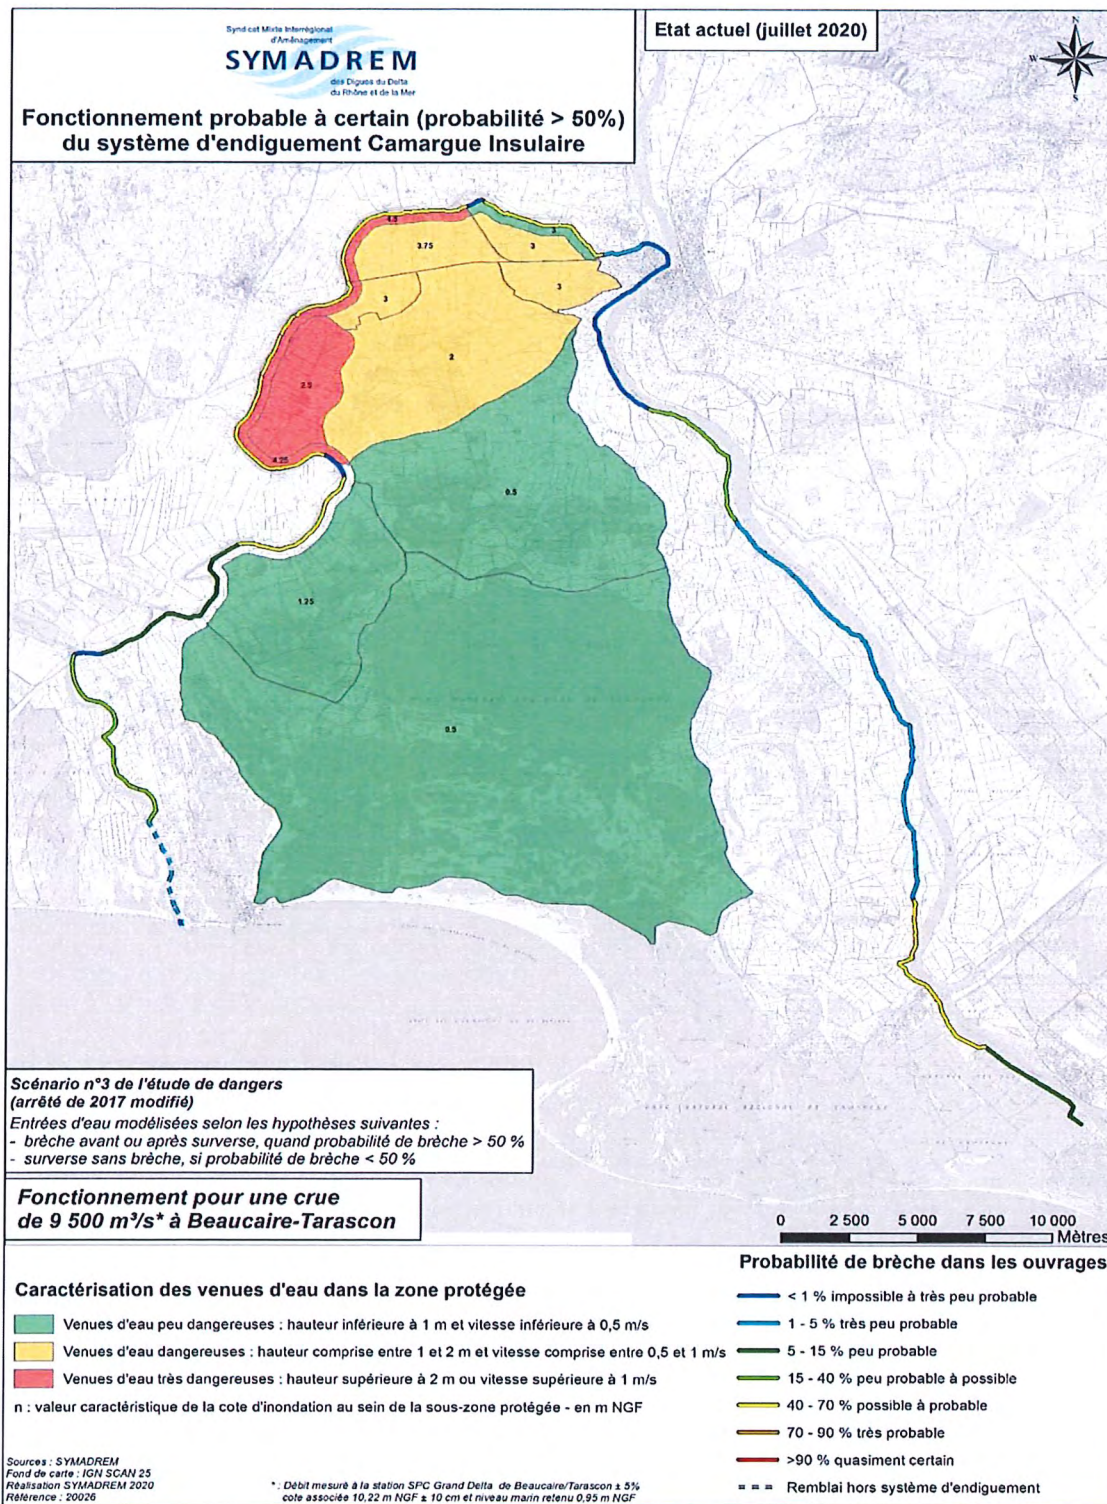 Syndicat Mixte Interrégional
d'Aménagement
SYMADREM
des Digues du Delta
du Rhône et de la Mer
Fonctionnement probable à certain (probabilité > 50%)
du système d'endiguement Camargue Insulaire
Etat actuel (juillet 2020)
N
W
S
4.5
3.75
3
3
3
3
2
2.5
4.25
0.5
1.25
0.5
Scénario n°3 de l'étude de dangers
(arrêté de 2017 modifié)
Entrées d'eau modélisées selon les hypothèses suivantes :
- brèche avant ou après surverse, quand probabilité de brèche > 50 %
- surverse sans brèche, si probabilité de brèche < 50 %
Fonctionnement pour une crue
de 9 500 m³/s* à Beaucaire-Tarascon
0 2 500 5 000 7 500 10 000
Mètres
Caractérisation des venues d'eau dans la zone protégée
Venues d'eau peu dangereuses : hauteur inférieure à 1 m et vitesse inférieure à 0,5 m/s
Venues d'eau dangereuses : hauteur comprise entre 1 et 2 m et vitesse comprise entre 0,5 et 1 m/s
Venues d'eau très dangereuses : hauteur supérieure à 2 m ou vitesse supérieure à 1 m/s
n : valeur caractéristique de la cote d'inondation au sein de la sous-zone protégée - en m NGF
Probabilité de brèche dans les ouvrages
< 1 % impossible à très peu probable
1 - 5 % très peu probable
5 - 15 % peu probable
15 - 40 % peu probable à possible
40 - 70 % possible à probable
70 - 90 % très probable
>90 % quasiment certain
Remblai hors système d'endiguement
Sources : SYMADREM
Fond de carte : IGN SCAN 25
Réalisation SYMADREM 2020
Référence : 20026
* : Débit mesuré à la station SPC Grand Delta de Beaucaire/Tarascon ± 5%
cote associée 10,22 m NGF ± 10 cm et niveau marin retenu 0,95 m NGF